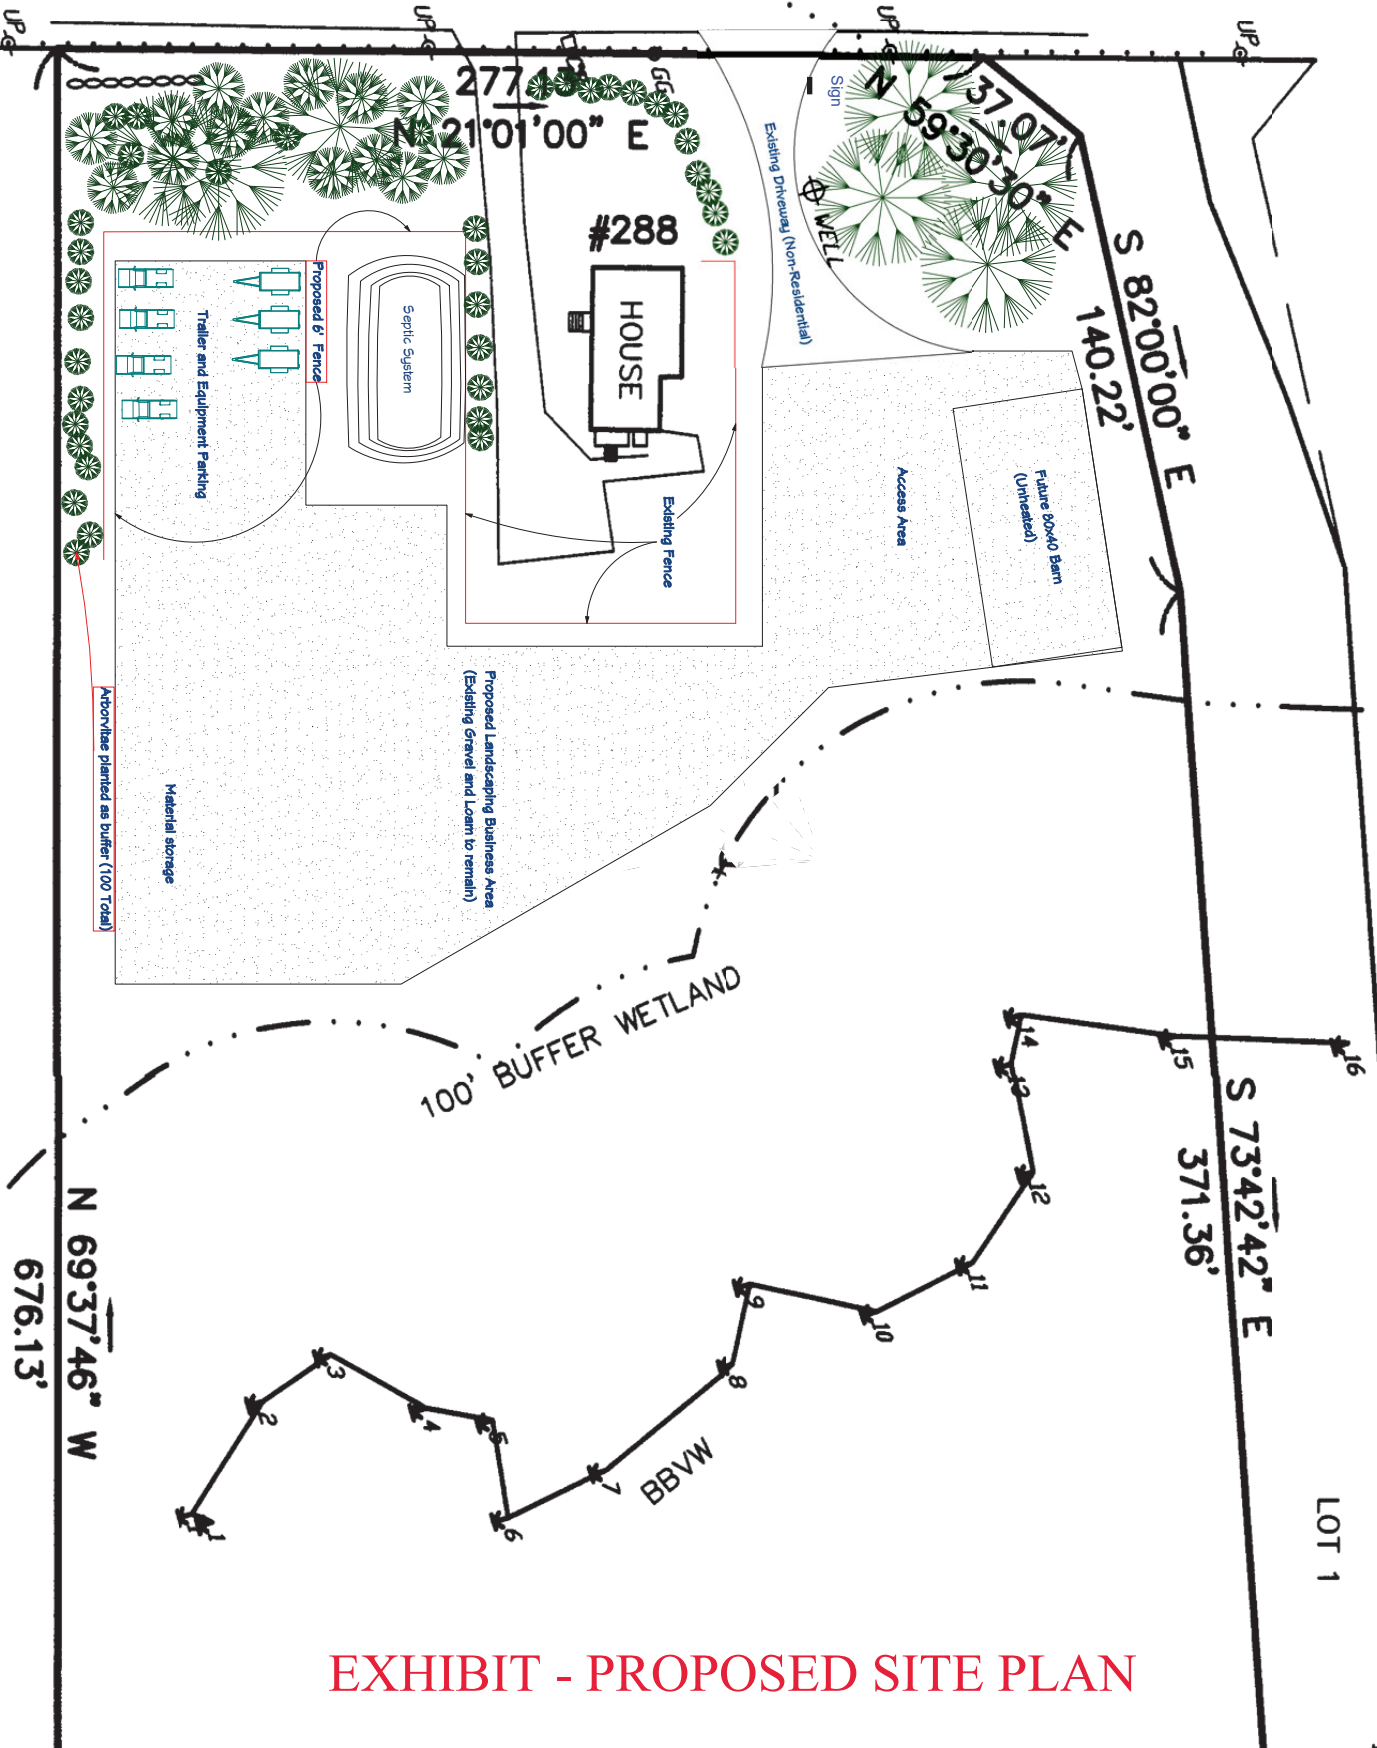 UP
UP
UP
UP
277.13
N 21°01'00" E
GG
Sign
N 59°30'30" E
37.07'
WELL
Existing Driveway (Non-Residential)
S 82°00'00" E
140.22'
#288
HOUSE
Proposed 6' Fence
Septic System
Trailer and Equipment Parking
Existing Fence
Access Area
Future 80x40 Barn
(Unheated)
Proposed Landscaping Business Area
(Existing Gravel and Loam to remain)
Arborvitae planted as buffer (100 Total)
Material storage
100' BUFFER WETLAND
14
15
16
13
12
11
10
9
8
7
6
5
4
3
2
1
BBVW
S 73°42'42" E
371.36'
N 69°37'46" W
676.13'
LOT 1
EXHIBIT - PROPOSED SITE PLAN